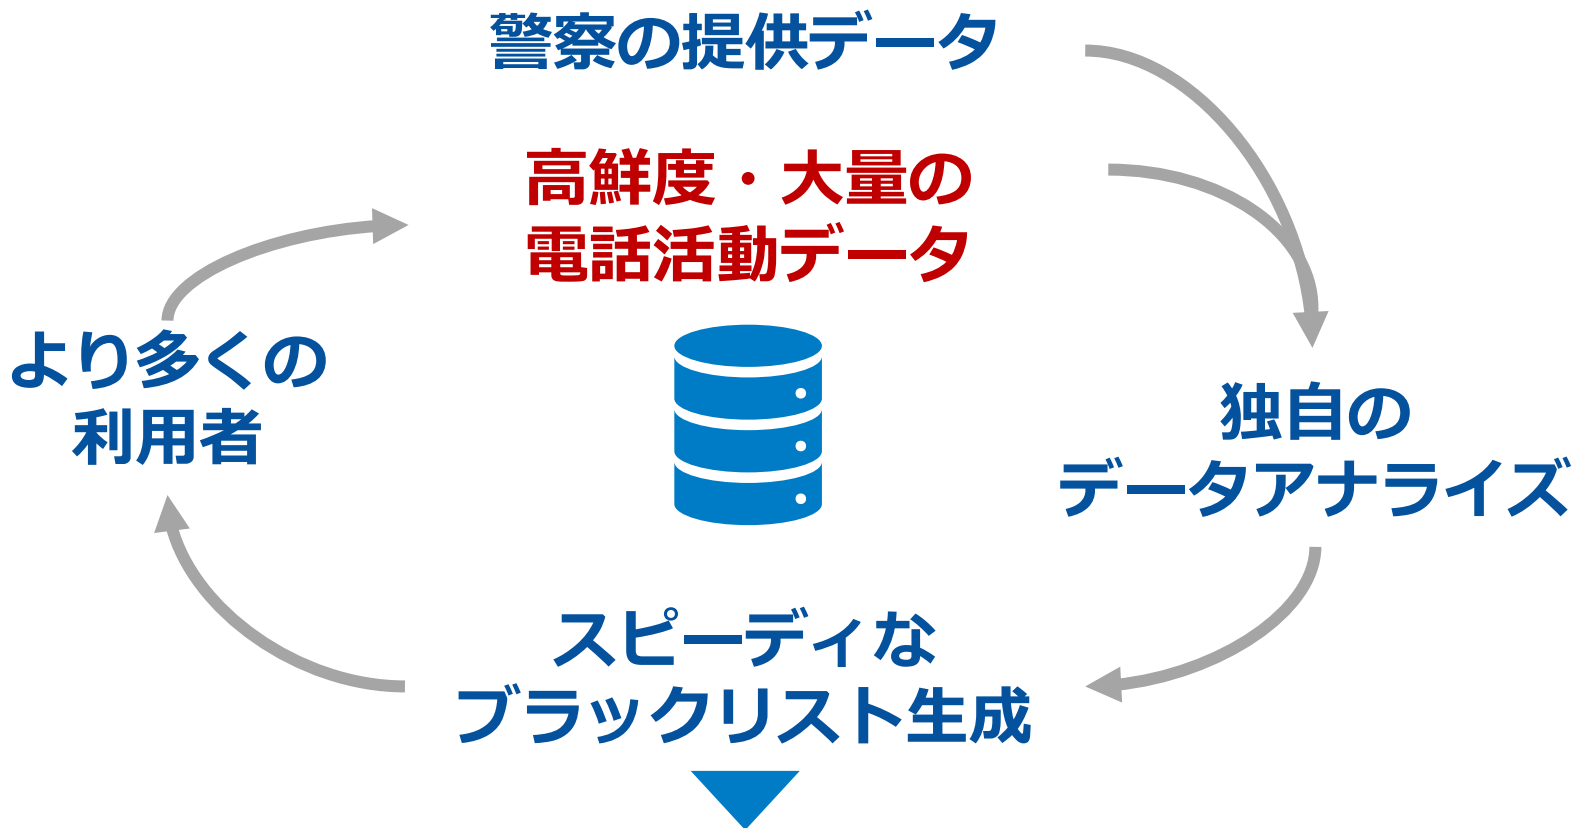 警察の提供データ
高鮮度・大量の
電話活動データ
より多くの
利用者
独自の
データアナライズ
スピーディな
ブラックリスト生成